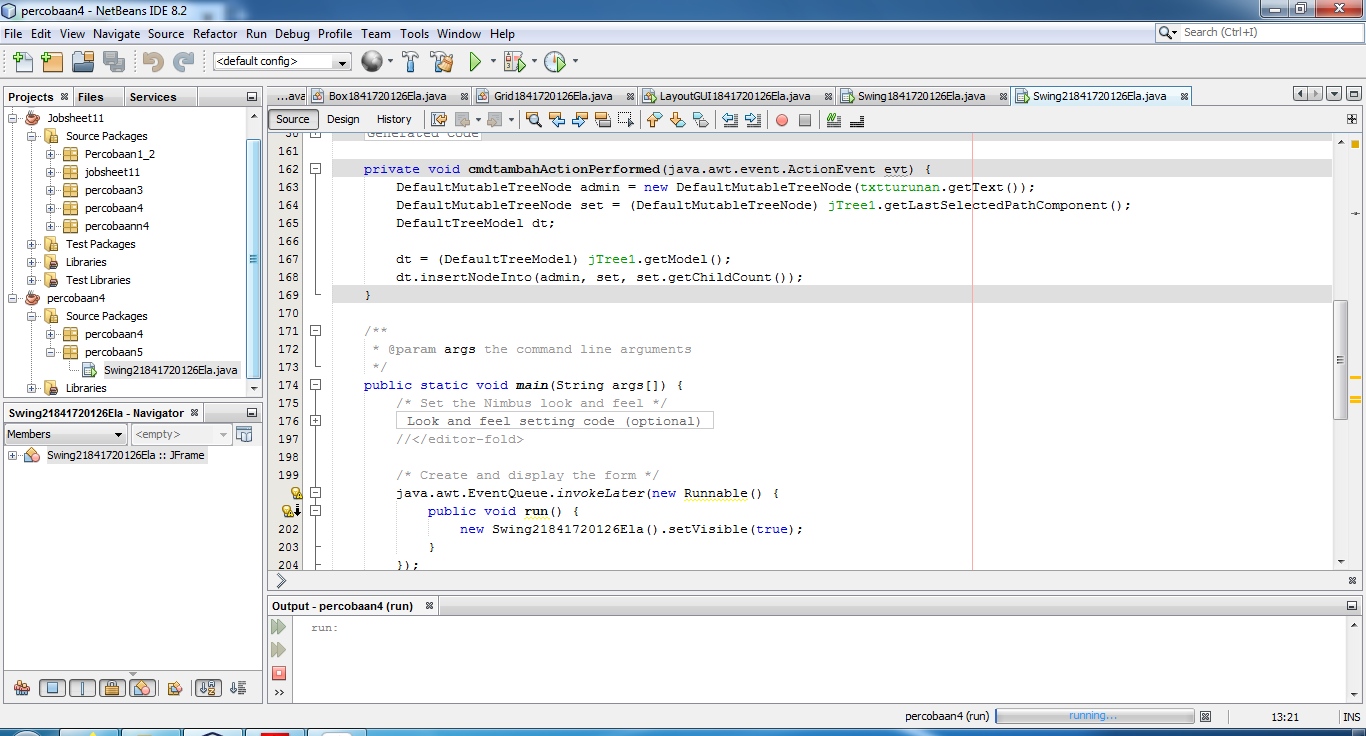 percobaan4 - NetBeans IDE 8.2
File Edit View Navigate Source Refactor Run Debug Profile Team Tools Window Help
Search (Ctrl+I)
<default config>
Projects Files Services
Jobsheet11
Source Packages
Percobaan1_2
jobsheet11
percobaan3
percobaan4
percobaann4
Test Packages
Libraries
Test Libraries
percobaan4
Source Packages
percobaan4
percobaan5
Swing21841720126Ela.java
Libraries
Swing21841720126Ela - Navigator
Members <empty>
Swing21841720126Ela :: JFrame
...ava Box1841720126Ela.java Grid1841720126Ela.java LayoutGUI1841720126Ela.java Swing1841720126Ela.java Swing21841720126Ela.java
Source Design History
Generated Code
161
162 private void cmdtambahActionPerformed(java.awt.event.ActionEvent evt) {
163 DefaultMutableTreeNode admin = new DefaultMutableTreeNode(txtturunan.getText());
164 DefaultMutableTreeNode set = (DefaultMutableTreeNode) jTree1.getLastSelectedPathComponent();
165 DefaultTreeModel dt;
166
167 dt = (DefaultTreeModel) jTree1.getModel();
168 dt.insertNodeInto(admin, set, set.getChildCount());
169 }
170
171 /**
172 * @param args the command line arguments
173 */
174 public static void main(String args[]) {
175 /* Set the Nimbus look and feel */
176 Look and feel setting code (optional)
197 //</editor-fold>
198
199 /* Create and display the form */
java.awt.EventQueue.invokeLater(new Runnable() {
public void run() {
202 new Swing21841720126Ela().setVisible(true);
203 }
204 });
Output - percobaan4 (run)
run:
percobaan4 (run) running... 13:21 INS